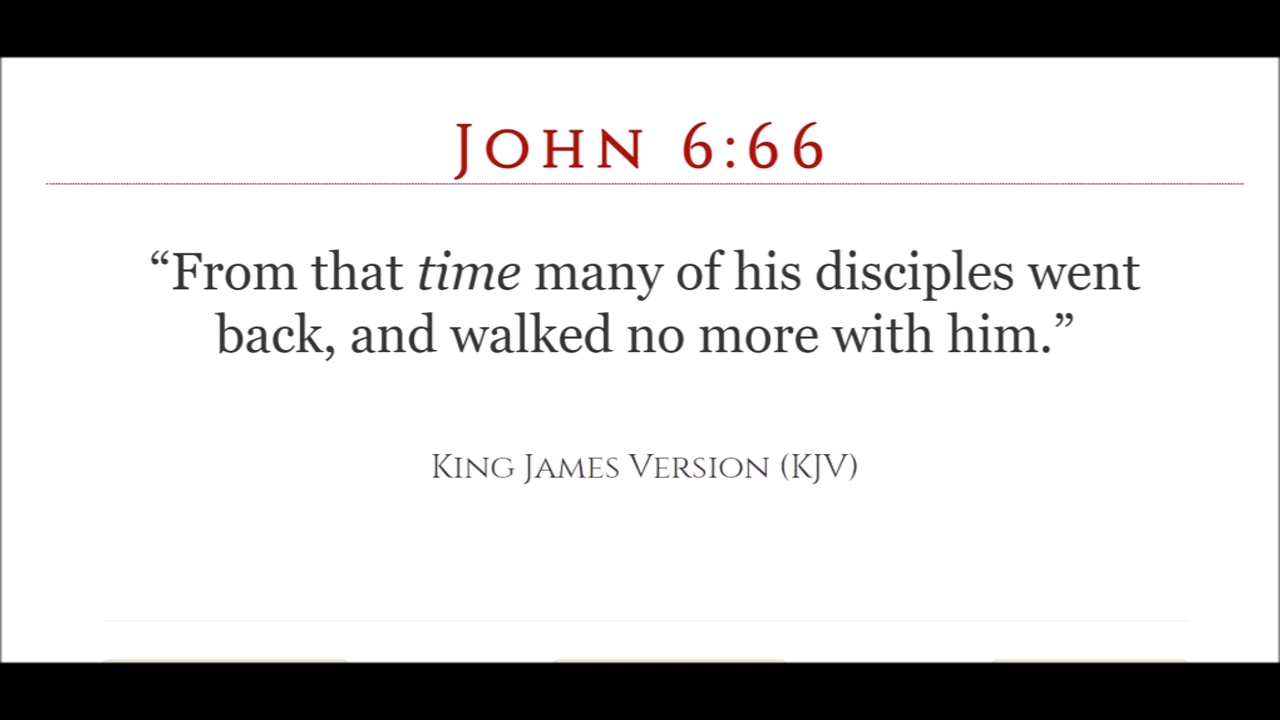 John 6:66
“From that time many of his disciples went
back, and walked no more with him.”
King James Version (KJV)